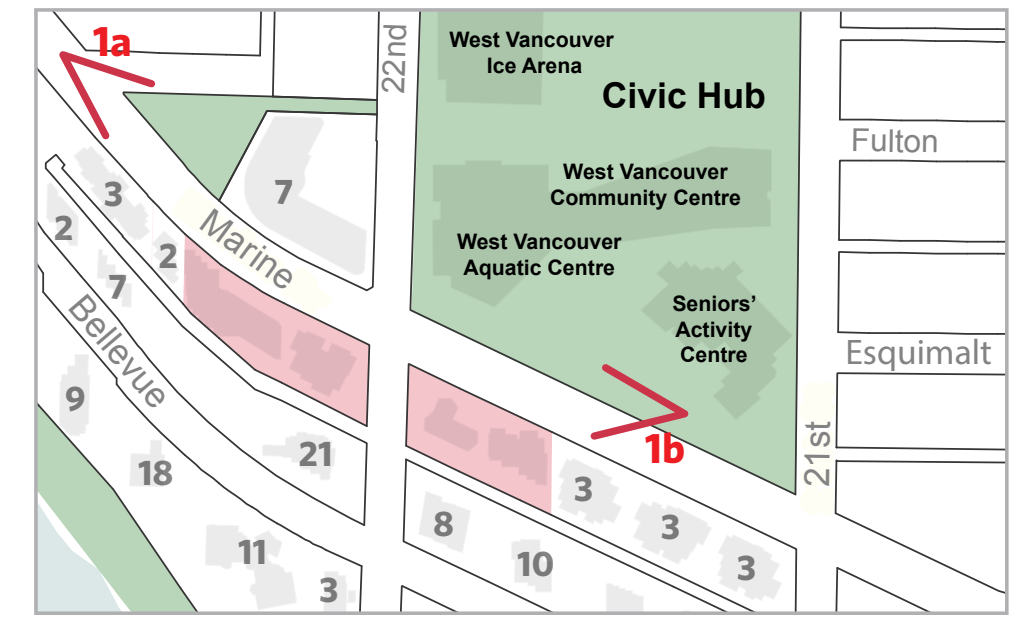 1a
22nd
West Vancouver
Ice Arena
Civic Hub
Fulton
West Vancouver
Community Centre
7
3
2
Marine
2
West Vancouver
Aquatic Centre
7
Seniors’
Activity
Centre
Bellevue
Esquimalt
9
21st
1b
21
18
3
8
3
11
10
3
3